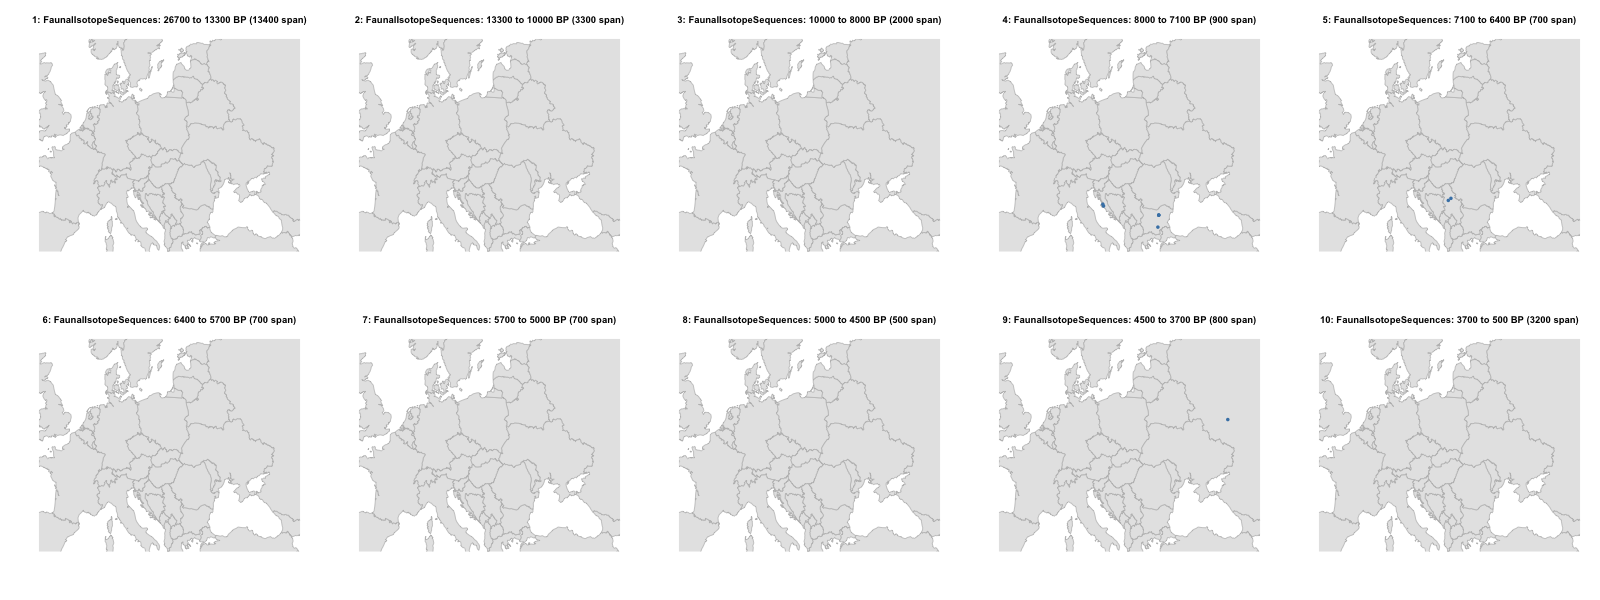 1: FaunalIsotopeSequences: 26700 to 13300 BP (13400 span)
2: FaunalIsotopeSequences: 13300 to 10000 BP (3300 span)
3: FaunalIsotopeSequences: 10000 to 8000 BP (2000 span)
4: FaunalIsotopeSequences: 8000 to 7100 BP (900 span)
5: FaunalIsotopeSequences: 7100 to 6400 BP (700 span)
6: FaunalIsotopeSequences: 6400 to 5700 BP (700 span)
7: FaunalIsotopeSequences: 5700 to 5000 BP (700 span)
8: FaunalIsotopeSequences: 5000 to 4500 BP (500 span)
9: FaunalIsotopeSequences: 4500 to 3700 BP (800 span)
10: FaunalIsotopeSequences: 3700 to 500 BP (3200 span)